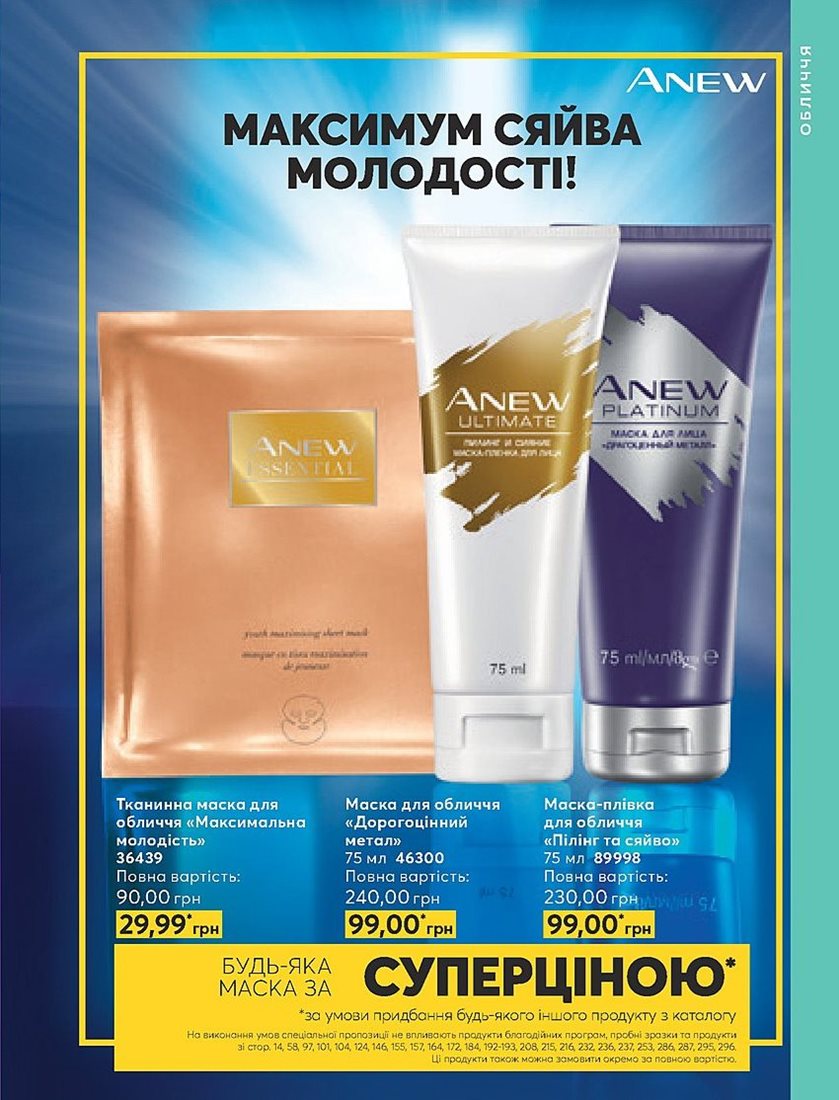 ОБЛИЧЧЯ
ANEW
МАКСИМУМ СЯЙВА
МОЛОДОСТІ!
ANEW
ESSENTIAL
youth maximising sheet mask
masque en tissu maximisation
de jeunesse
ANEW
ULTIMATE
ПИЛИНГ И СИЯНИЕ
МАСКА-ПЛЕНКА ДЛЯ ЛИЦА
75 ml
ANEW
PLATINUM
МАСКА ДЛЯ ЛИЦА
«ДРАГОЦЕННЫЙ МЕТАЛЛ»
75 ml/мл/8g℮
Тканинна маска для
обличчя «Максимальна
молодість»
36439
Повна вартість:
90,00 грн
29,99* грн
Маска для обличчя
«Дорогоцінний
метал»
75 мл 46300
Повна вартість:
240,00 грн
99,00* грн
Маска-плівка
для обличчя
«Пілінг та сяйво»
75 мл 89998
Повна вартість:
230,00 грн
99,00* грн
БУДЬ-ЯКА
МАСКА ЗА СУПЕРЦІНОЮ*
*за умови придбання будь-якого іншого продукту з каталогу
На виконання умов спеціальної пропозиції не впливають продукти благодійних програм, пробні зразки та продукти
зі стор. 14, 58, 97, 101, 104, 124, 146, 155, 157, 164, 172, 184, 192-193, 208, 215, 216, 232, 236, 237, 253, 286, 287, 295, 296.
Ці продукти також можна замовити окремо за повною вартістю.